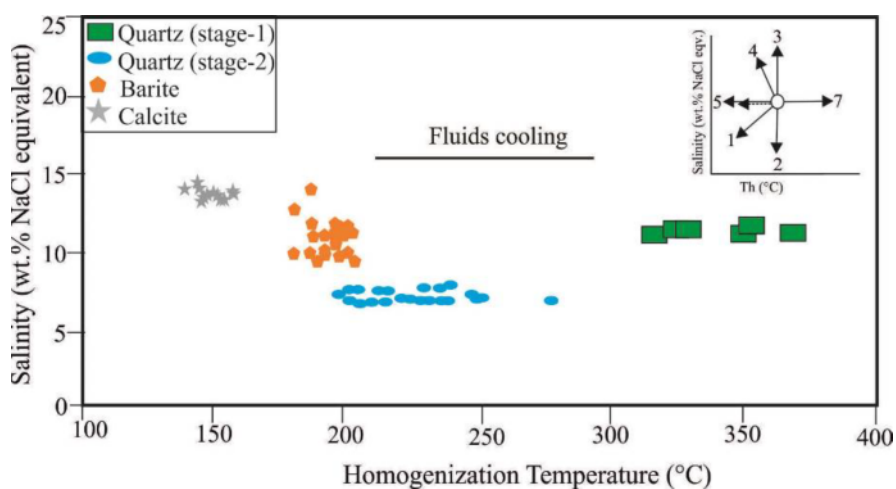 25
20
15
10
5
0
Salinity (wt.% NaCl equivalent)
Quartz (stage-1)
Quartz (stage-2)
Barite
Calcite
Fluids cooling
Salinity (wt.% NaCl eqv.)
3
4
5
7
1
2
Th (°C)
100
150
200
250
300
350
400
Homogenization Temperature (°C)